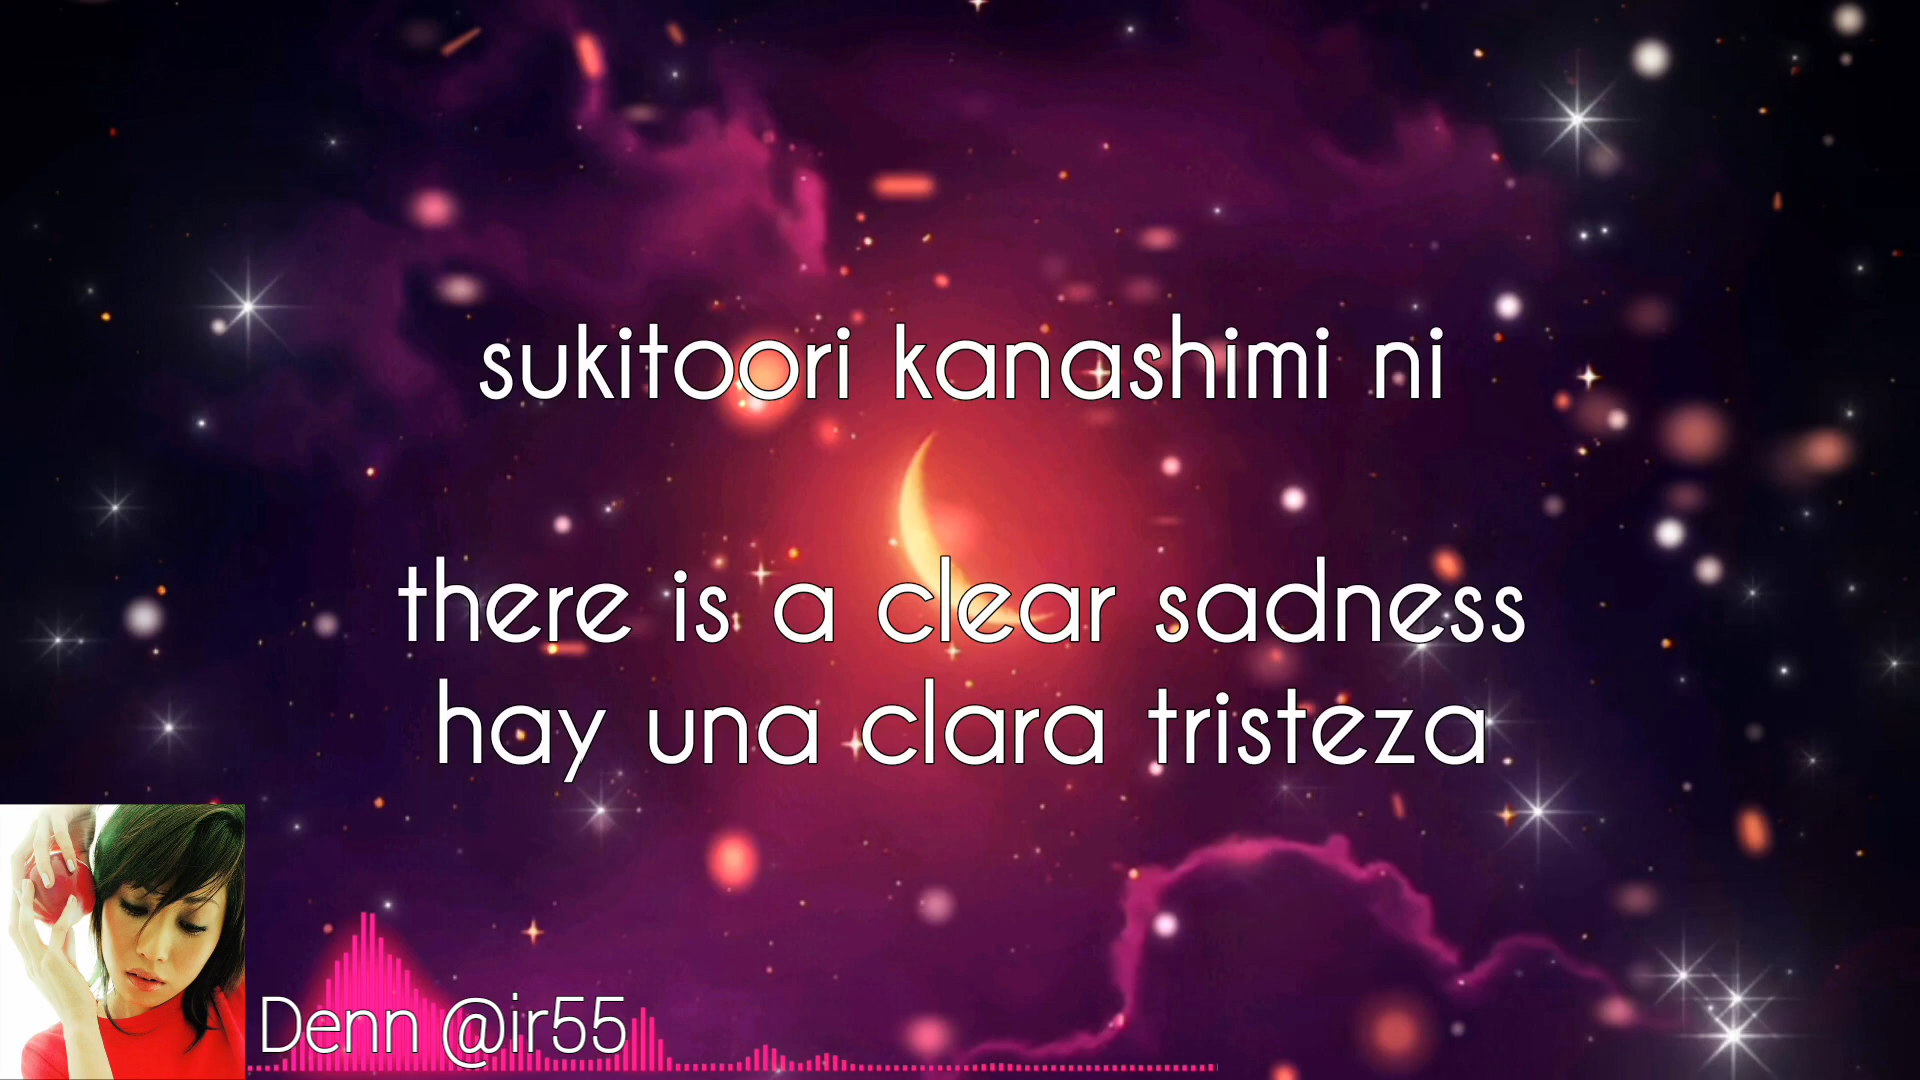 sukitoori kanashimi ni
there is a clear sadness
hay una clara tristeza
Denn @ir55